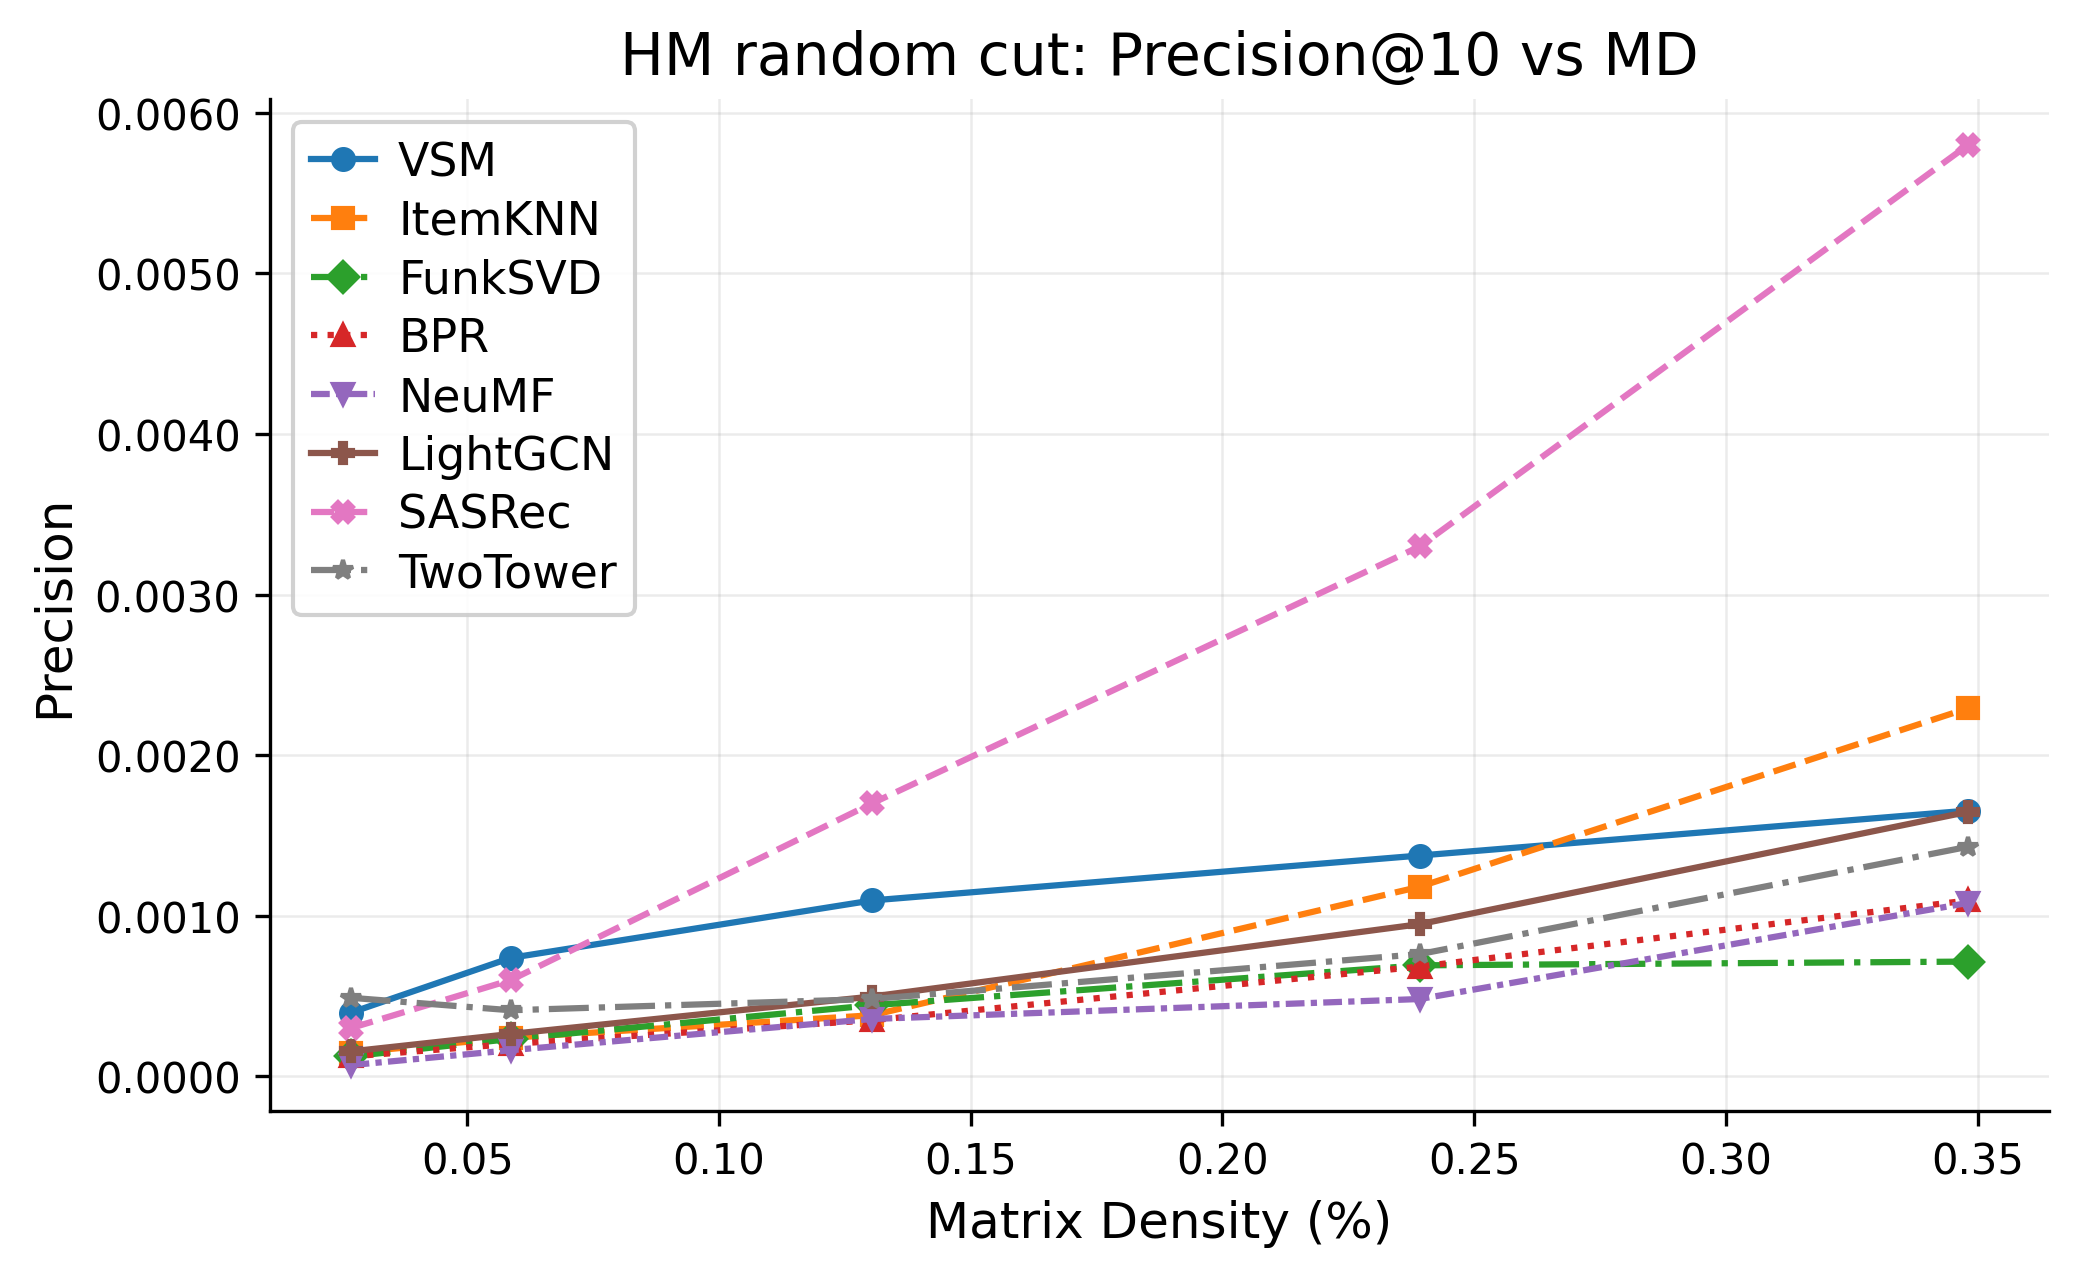 HM random cut: Precision@10 vs MD
0.0060
0.0050
0.0040
0.0030
0.0020
0.0010
0.0000
Precision
VSM
ItemKNN
FunkSVD
BPR
NeuMF
LightGCN
SASRec
TwoTower
0.05 0.10 0.15 0.20 0.25 0.30 0.35
Matrix Density (%)